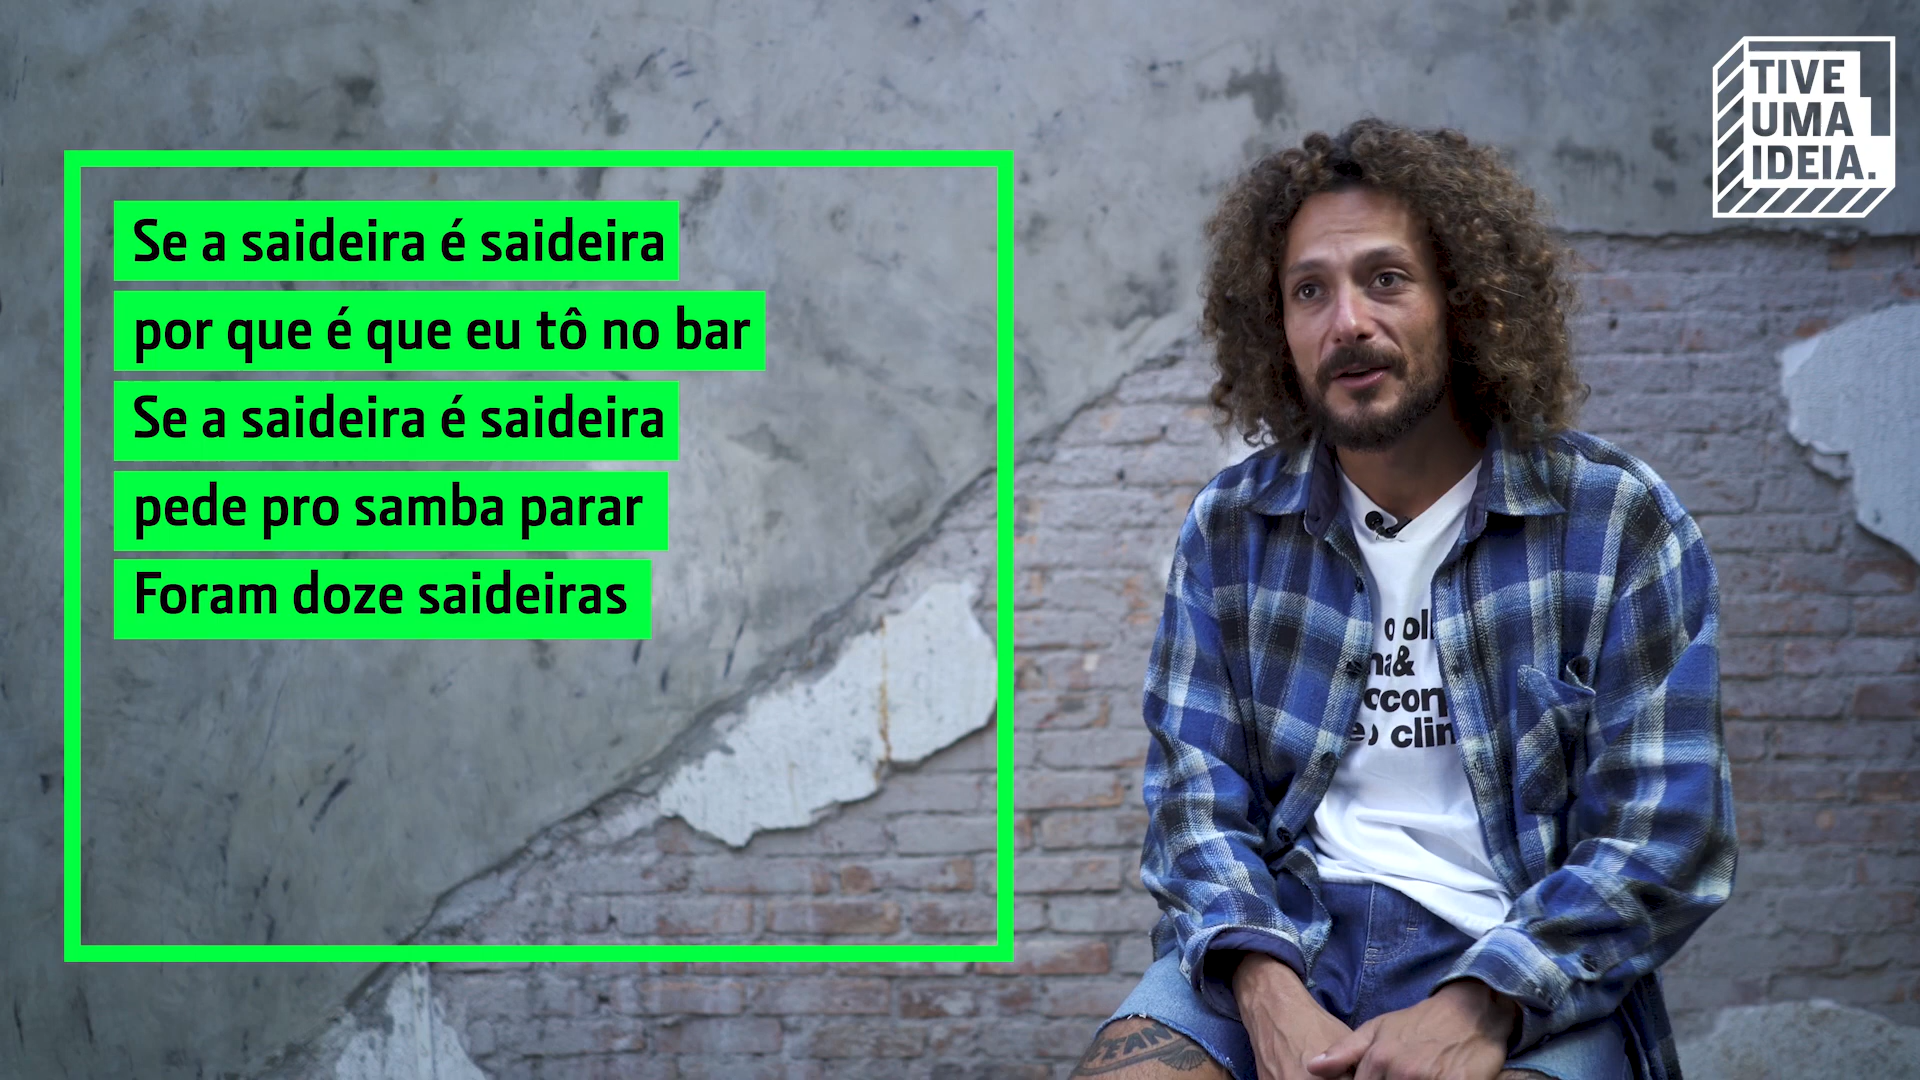 TIVE
UMA
IDEIA.
Se a saideira é saideira
por que é que eu tô no bar
Se a saideira é saideira
pede pro samba parar
Foram doze saideiras